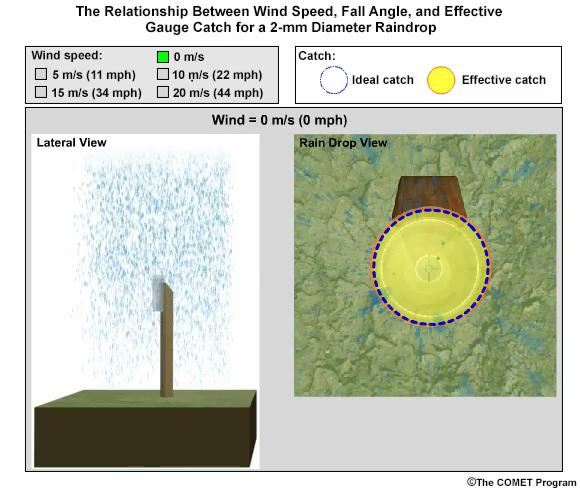 The Relationship Between Wind Speed, Fall Angle, and Effective
Gauge Catch for a 2-mm Diameter Raindrop
Wind speed:
0 m/s
5 m/s (11 mph)
10 m/s (22 mph)
15 m/s (34 mph)
20 m/s (44 mph)
Catch:
Ideal catch
Effective catch
Wind = 0 m/s (0 mph)
Lateral View
Rain Drop View
©The COMET Program